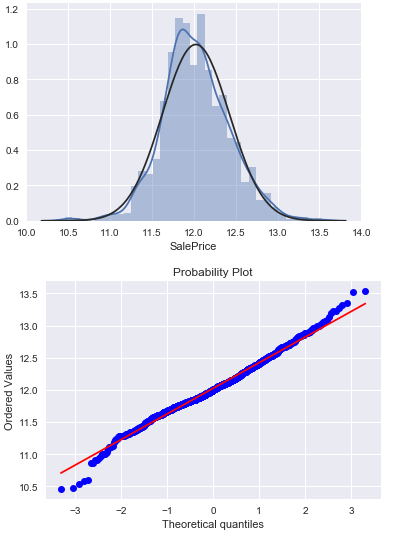 1.2
1.0
0.8
0.6
0.4
0.2
0.0
10.0 10.5 11.0 11.5 12.0 12.5 13.0 13.5 14.0
SalePrice
Probability Plot
13.5
13.0
12.5
12.0
11.5
11.0
10.5
Ordered Values
−3 −2 −1 0 1 2 3
Theoretical quantiles